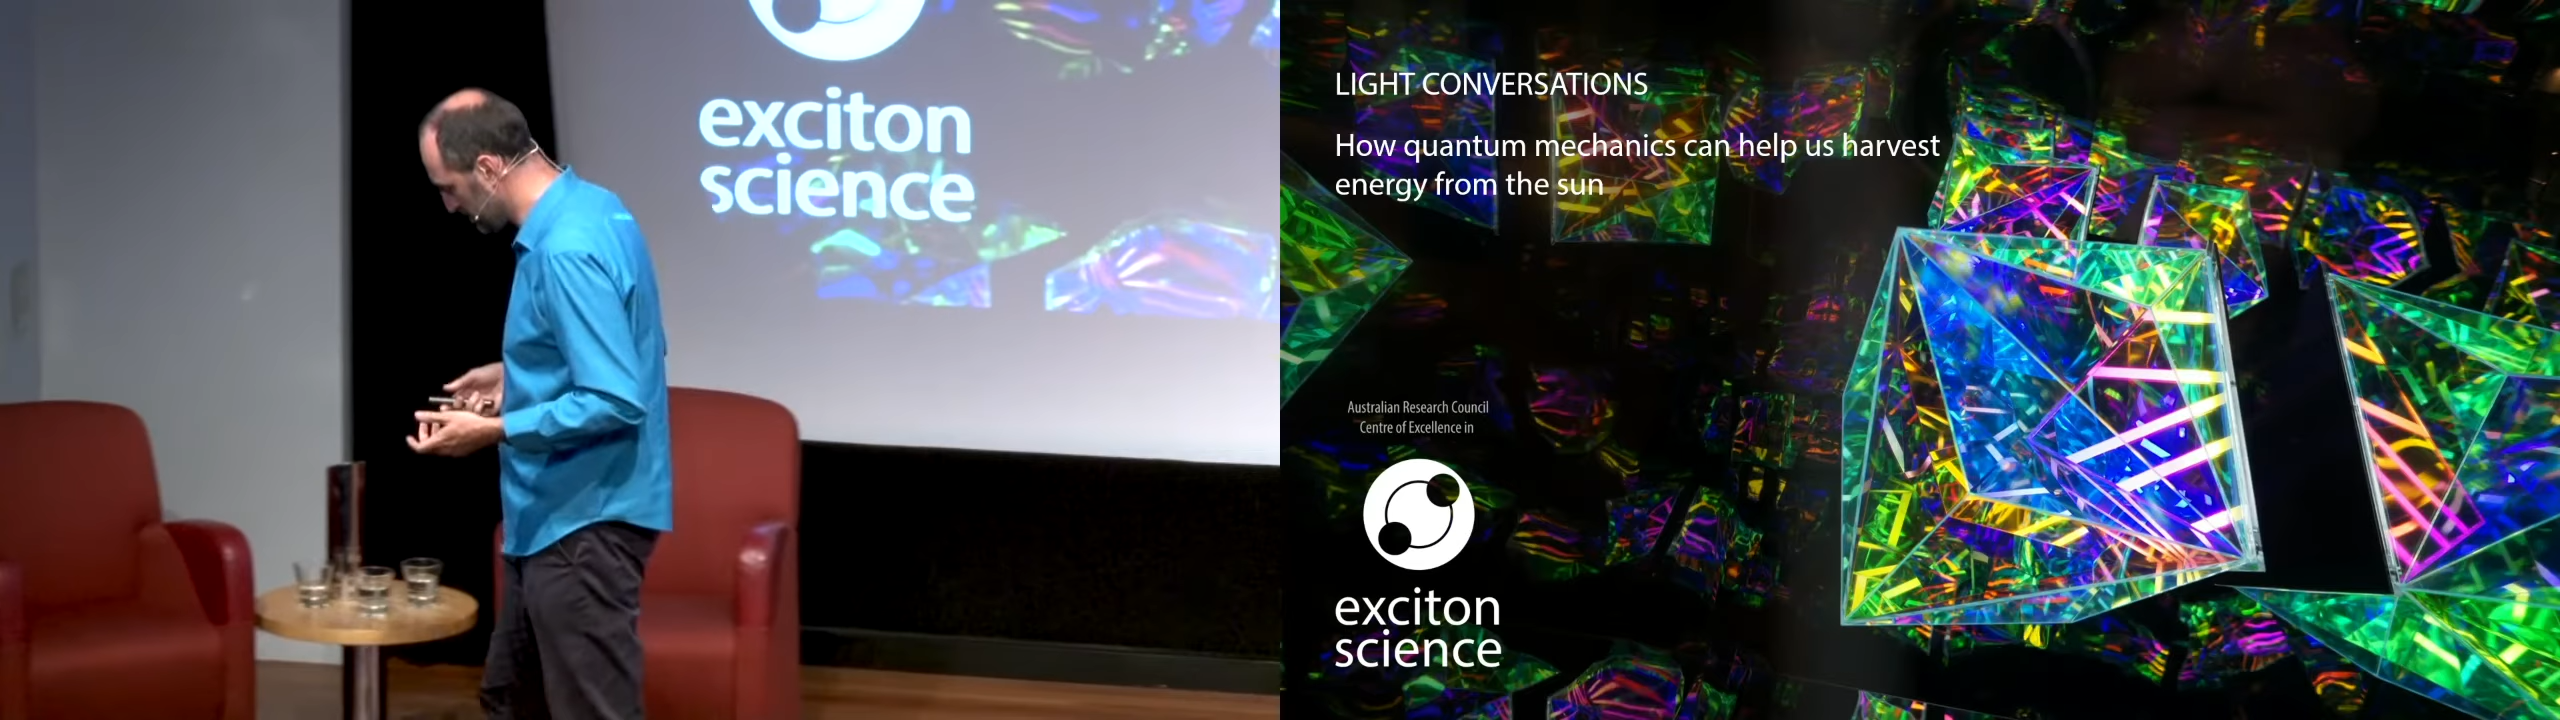 exciton
science
LIGHT CONVERSATIONS
How quantum mechanics can help us harvest
energy from the sun
Australian Research Council
Centre of Excellence in
exciton
science